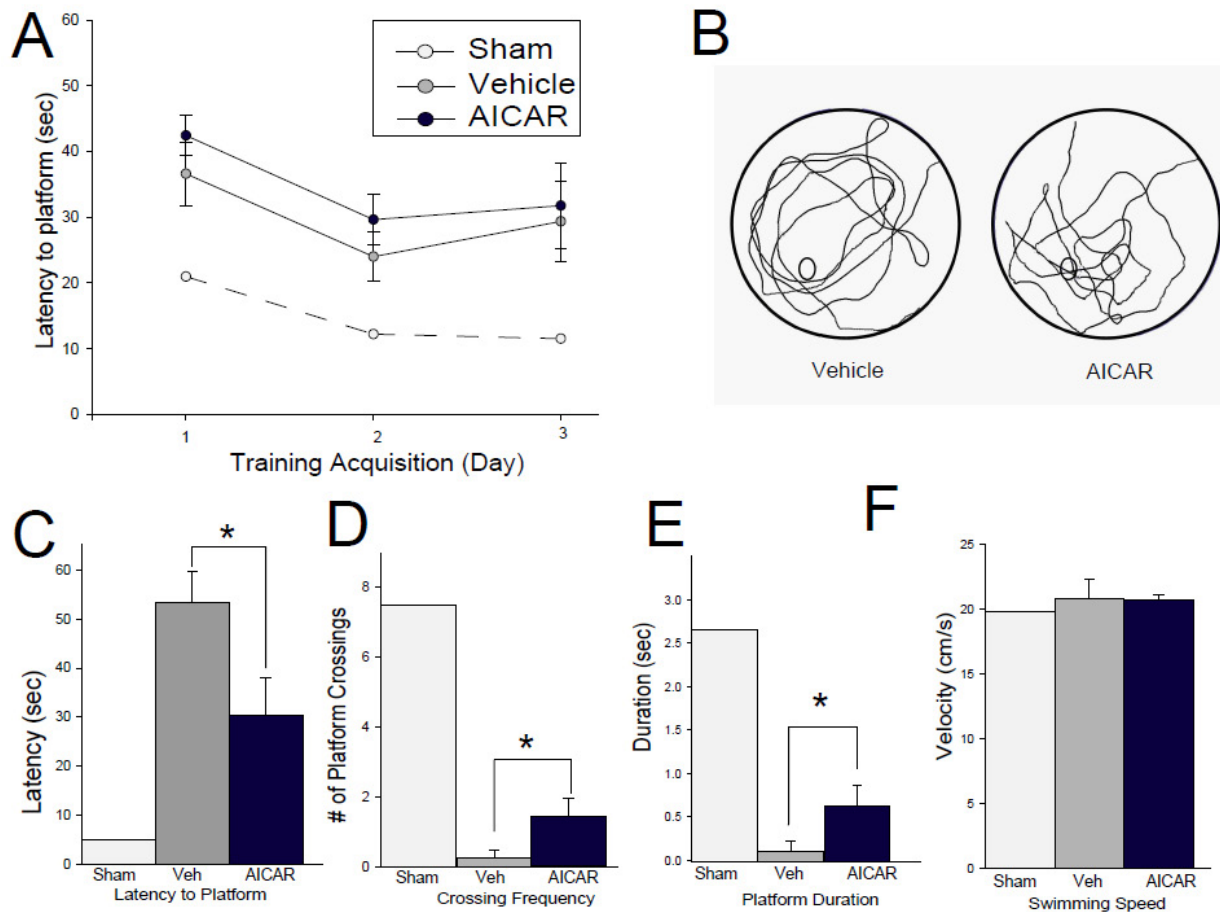 A
60
50
40
30
20
10
0
Latency to platform (sec)
Sham
Vehicle
AICAR
1 2 3
Training Acquisition (Day)
B
Vehicle AICAR
C
60
50
40
30
20
10
0
Latency (sec)
*
Sham Veh AICAR
Latency to Platform
D
8
6
4
2
0
# of Platform Crossings
*
Sham Veh AICAR
Crossing Frequency
E
3.0
2.5
2.0
1.5
1.0
0.5
0.0
Duration (sec)
*
Sham Veh AICAR
Platform Duration
F
25
20
15
10
5
0
Velocity (cm/s)
Sham Veh AICAR
Swimming Speed